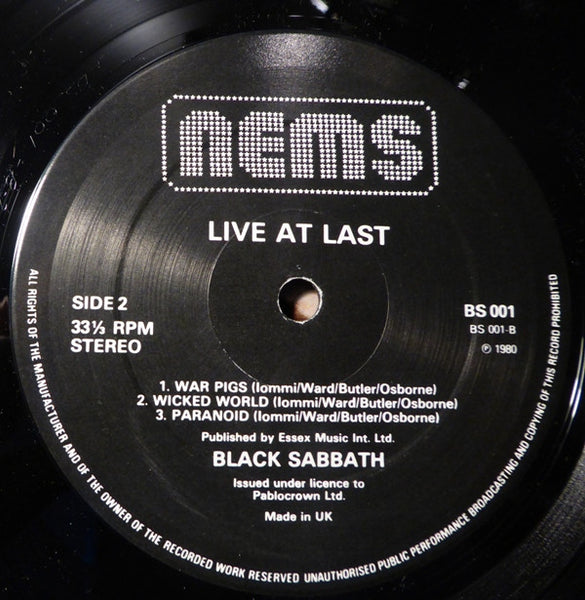 nems
LIVE AT LAST
SIDE 2
33⅓ RPM
STEREO
BS 001
BS 001-B
℗ 1980
1. WAR PIGS (Iommi/Ward/Butler/Osborne)
2. WICKED WORLD (Iommi/Ward/Butler/Osborne)
3. PARANOID (Iommi/Ward/Butler/Osborne)
Published by Essex Music Int. Ltd.
BLACK SABBATH
Issued under licence to
Pablocrown Ltd.
Made in UK
ALL RIGHTS OF THE MANUFACTURER AND OF THE OWNER OF THE RECORDED WORK RESERVED UNAUTHORISED PUBLIC PERFORMANCE BROADCASTING AND COPYING OF THIS RECORD PROHIBITED